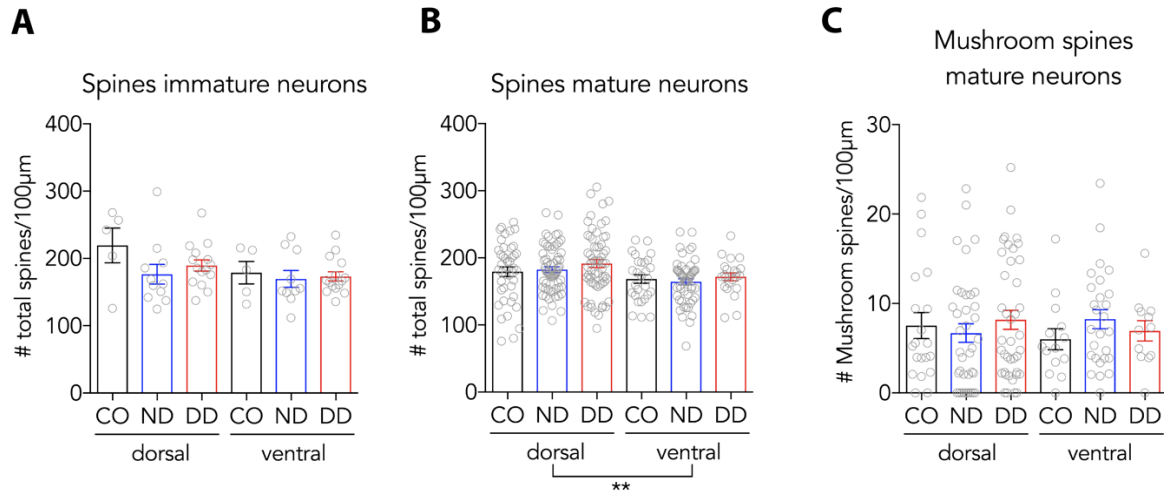 A
Spines immature neurons
# total spines/100µm
400
300
200
100
0
CO ND DD CO ND DD
dorsal ventral
B
Spines mature neurons
# total spines/100µm
400
300
200
100
0
CO ND DD CO ND DD
dorsal ventral
**
C
Mushroom spines
mature neurons
# Mushroom spines/100µm
30
20
10
0
CO ND DD CO ND DD
dorsal ventral